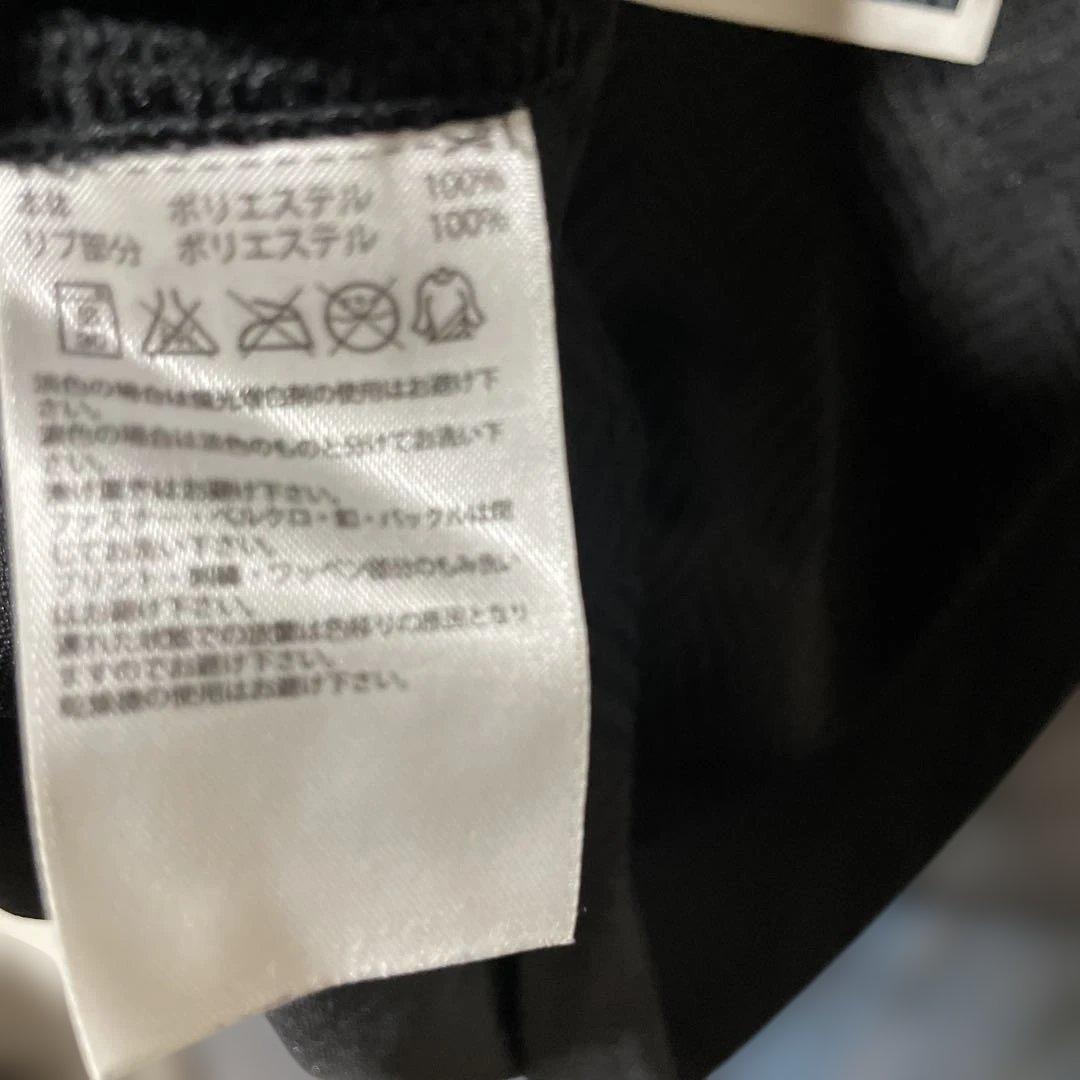 本体 ポリエステル 100%
リブ部分 ポリエステル 100%
淡色の場合は蛍光増白剤の使用はお避け下
さい。
濃色の場合は淡色のものと分けてお洗い下
さい。
漬け置きはお避け下さい。
ファスナー・ベルクロ・釦・バックルは閉
じてお洗い下さい。
プリント・刺繍・ワッペン部分のもみ洗い
はお避け下さい。
濡れた状態での放置は色移りの原因となり
ますのでお避け下さい。
乾燥機の使用はお避け下さい。